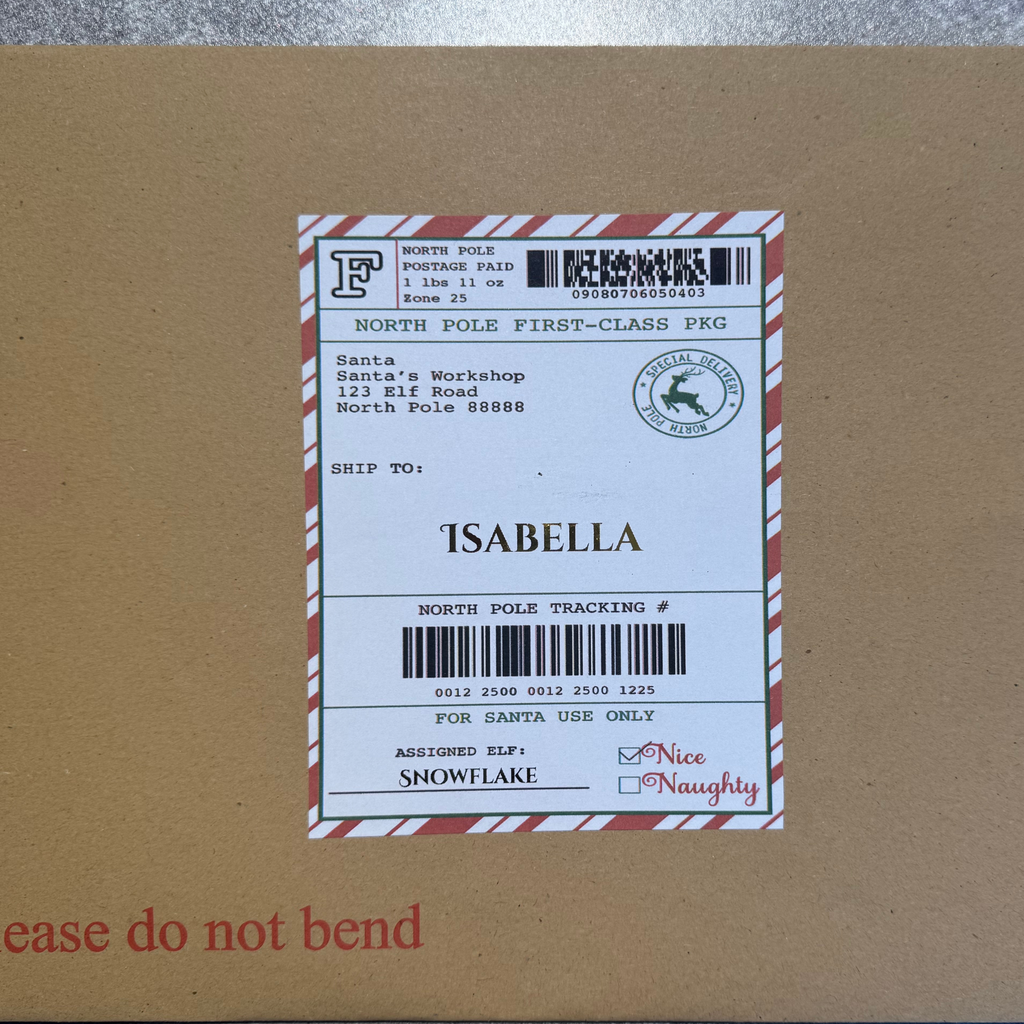 F
NORTH POLE
POSTAGE PAID
1 lbs 11 oz
Zone 25
09080706050403
NORTH POLE FIRST-CLASS PKG
Santa
Santa's Workshop
123 Elf Road
North Pole 88888
SPECIAL DELIVERY
NORTH POLE
SHIP TO:
ISABELLA
NORTH POLE TRACKING #
0012 2500 0012 2500 1225
FOR SANTA USE ONLY
ASSIGNED ELF:
SNOWFLAKE
Nice
Naughty
ease do not bend